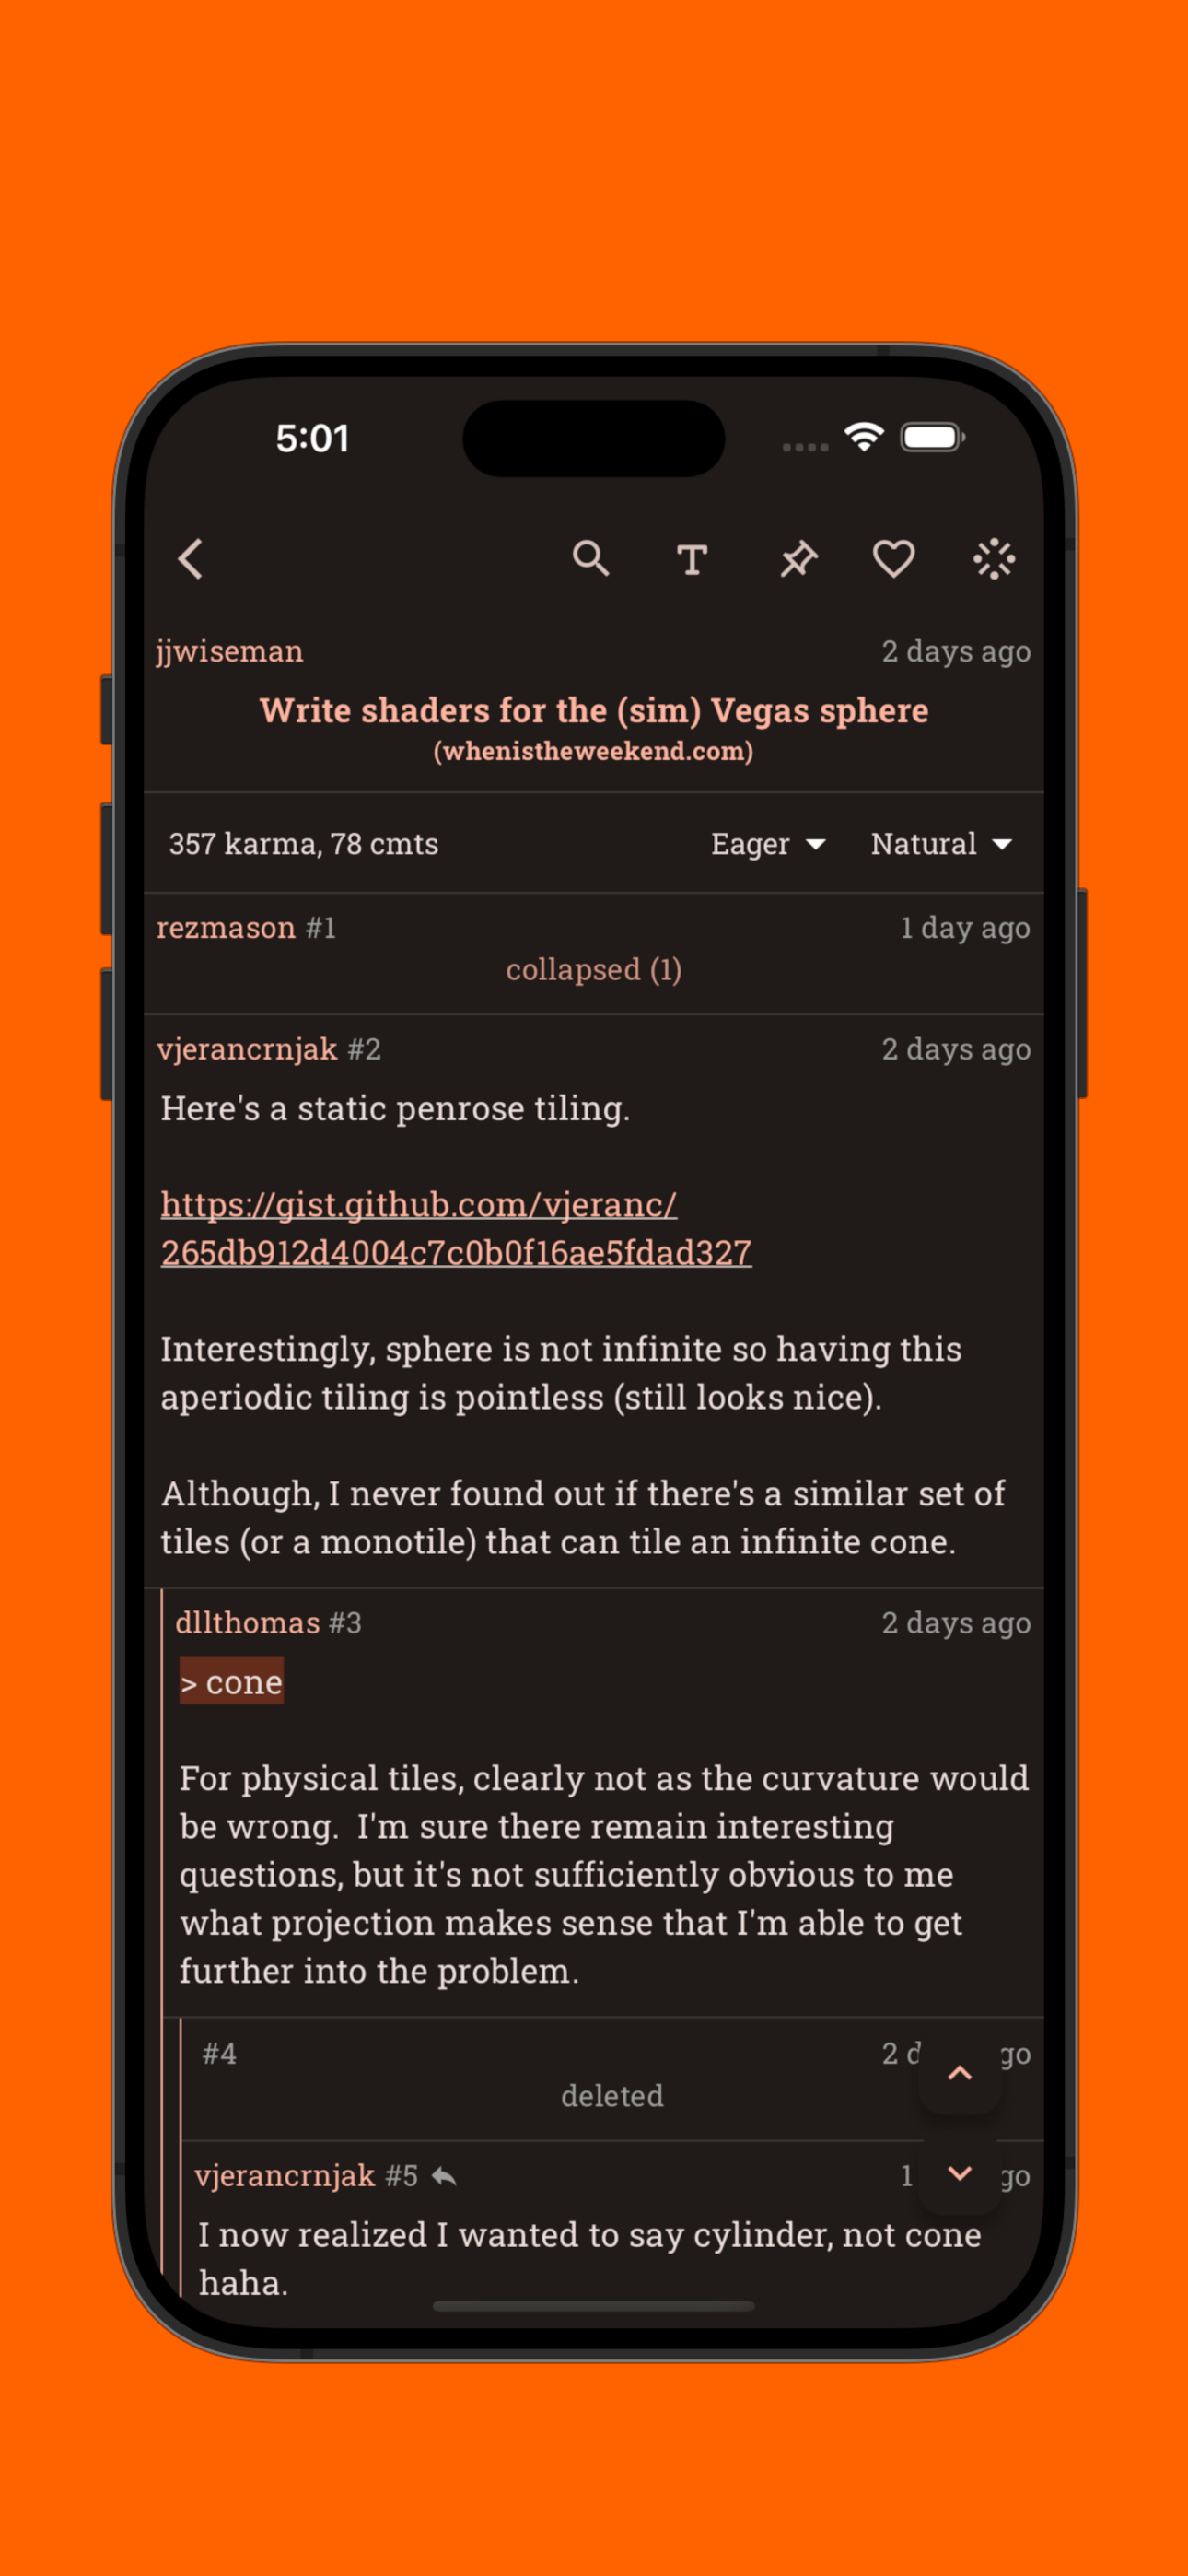 5:01
jjwiseman 2 days ago
Write shaders for the (sim) Vegas sphere
(whenistheweekend.com)
357 karma, 78 cmts Eager Natural
rezmason #1 1 day ago
collapsed (1)
vjerancrnjak #2 2 days ago
Here's a static penrose tiling.
https://gist.github.com/vjeranc/
265db912d4004c7c0b0f16ae5fdad327
Interestingly, sphere is not infinite so having this
aperiodic tiling is pointless (still looks nice).
Although, I never found out if there's a similar set of
tiles (or a monotile) that can tile an infinite cone.
dllthomas #3 2 days ago
> cone
For physical tiles, clearly not as the curvature would
be wrong.  I'm sure there remain interesting
questions, but it's not sufficiently obvious to me
what projection makes sense that I'm able to get
further into the problem.
#4 2 d go
deleted
vjerancrnjak #5 1 go
I now realized I wanted to say cylinder, not cone
haha.